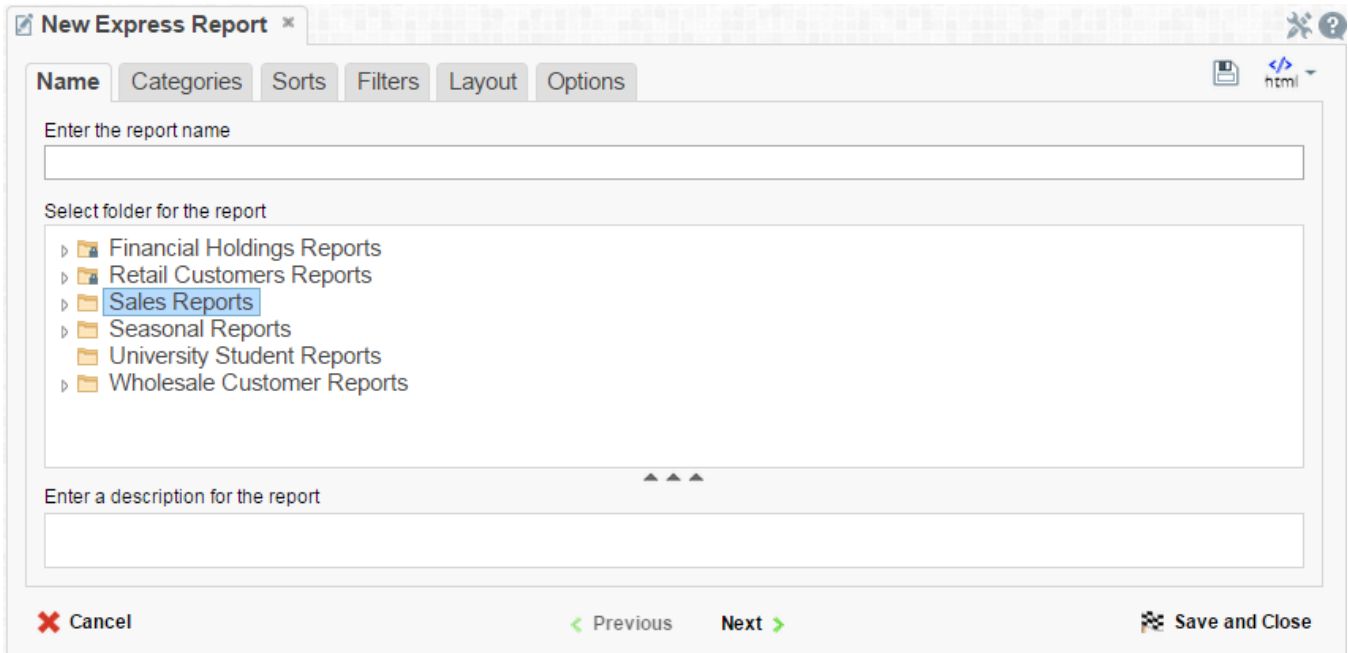 New Express Report
Name Categories Sorts Filters Layout Options
</> html
Enter the report name
Select folder for the report
Financial Holdings Reports
Retail Customers Reports
Sales Reports
Seasonal Reports
University Student Reports
Wholesale Customer Reports
Enter a description for the report
Cancel < Previous Next > Save and Close